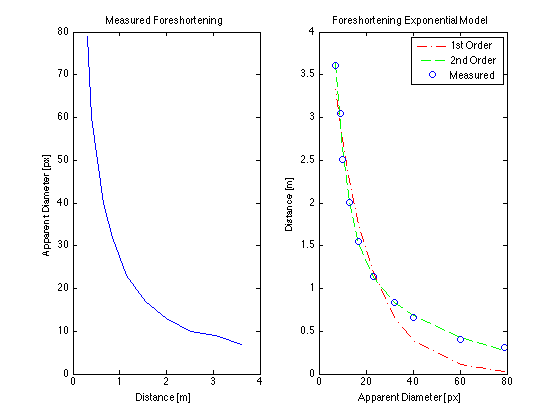 Measured Foreshortening
80
70
60
50
40
30
20
10
0
0 1 2 3 4
Apparent Diameter [px]
Distance [m]
Foreshortening Exponential Model
4
3.5
3
2.5
2
1.5
1
0.5
0
0 20 40 60 80
Distance [m]
Apparent Diameter [px]
1st Order
2nd Order
Measured